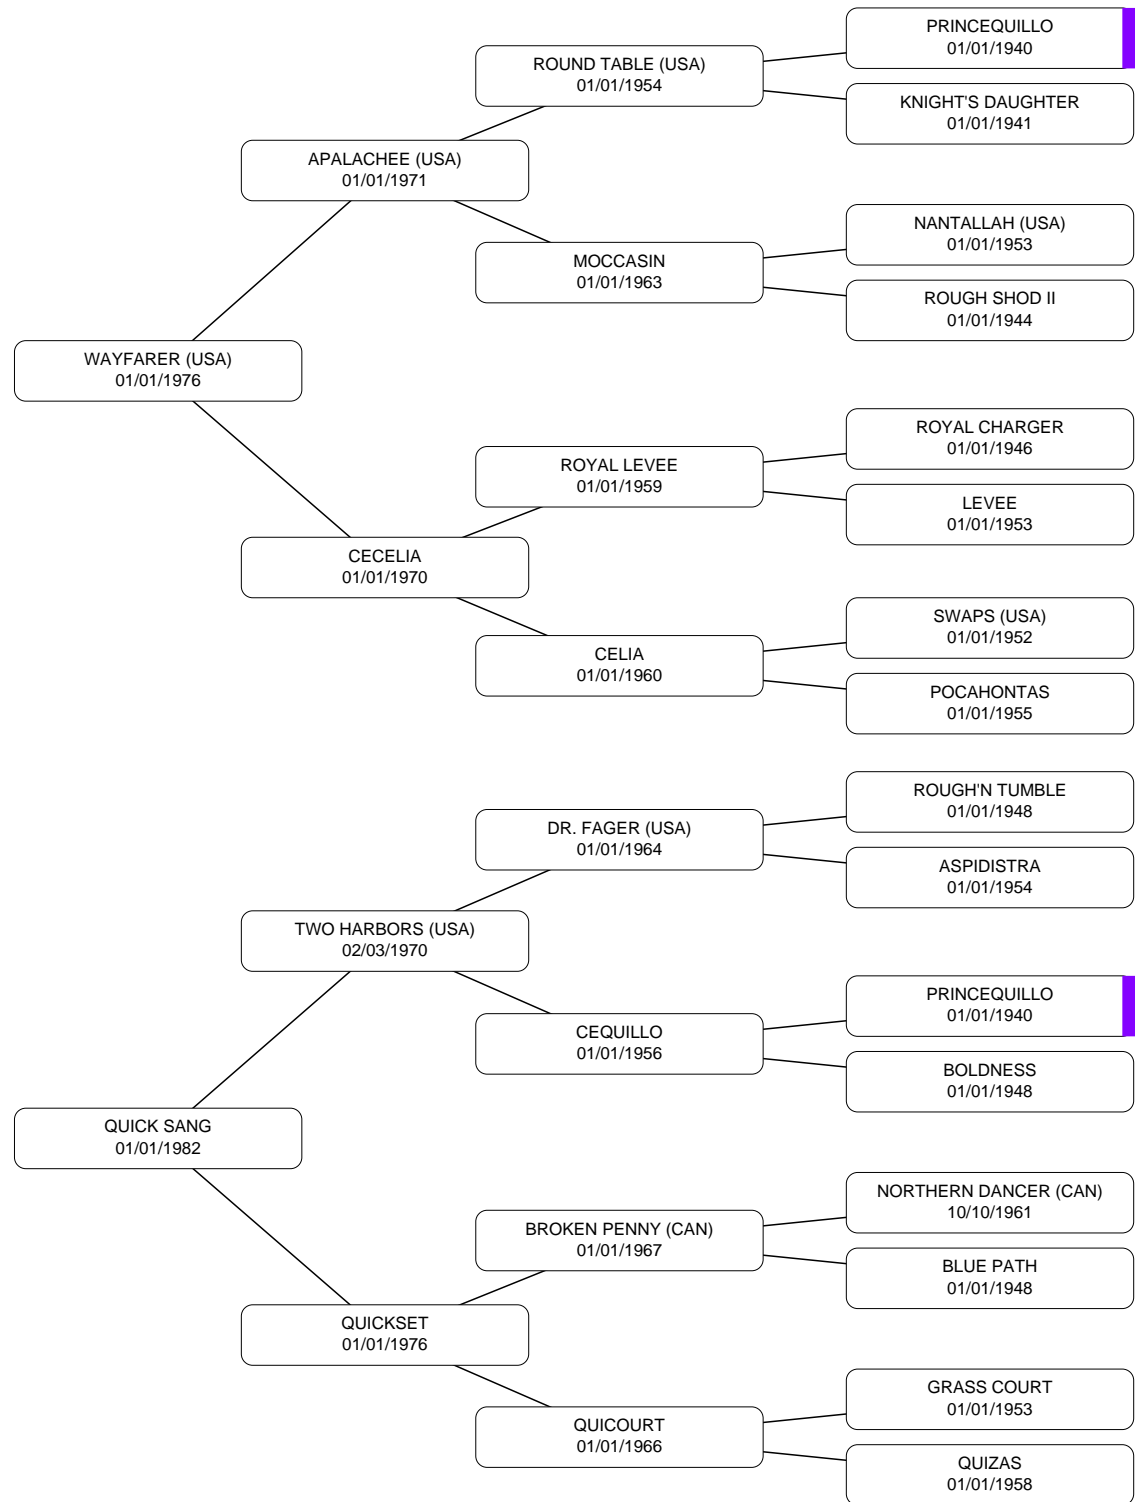 PRINCEQUILLO
01/01/1940
ROUND TABLE (USA)
01/01/1954
KNIGHT'S DAUGHTER
01/01/1941
APALACHEE (USA)
01/01/1971
NANTALLAH (USA)
01/01/1953
MOCCASIN
01/01/1963
ROUGH SHOD II
01/01/1944
WAYFARER (USA)
01/01/1976
ROYAL CHARGER
01/01/1946
ROYAL LEVEE
01/01/1959
LEVEE
01/01/1953
CECELIA
01/01/1970
SWAPS (USA)
01/01/1952
CELIA
01/01/1960
POCAHONTAS
01/01/1955
ROUGH'N TUMBLE
01/01/1948
DR. FAGER (USA)
01/01/1964
ASPIDISTRA
01/01/1954
TWO HARBORS (USA)
02/03/1970
PRINCEQUILLO
01/01/1940
CEQUILLO
01/01/1956
BOLDNESS
01/01/1948
QUICK SANG
01/01/1982
NORTHERN DANCER (CAN)
10/10/1961
BROKEN PENNY (CAN)
01/01/1967
BLUE PATH
01/01/1948
QUICKSET
01/01/1976
GRASS COURT
01/01/1953
QUICOURT
01/01/1966
QUIZAS
01/01/1958